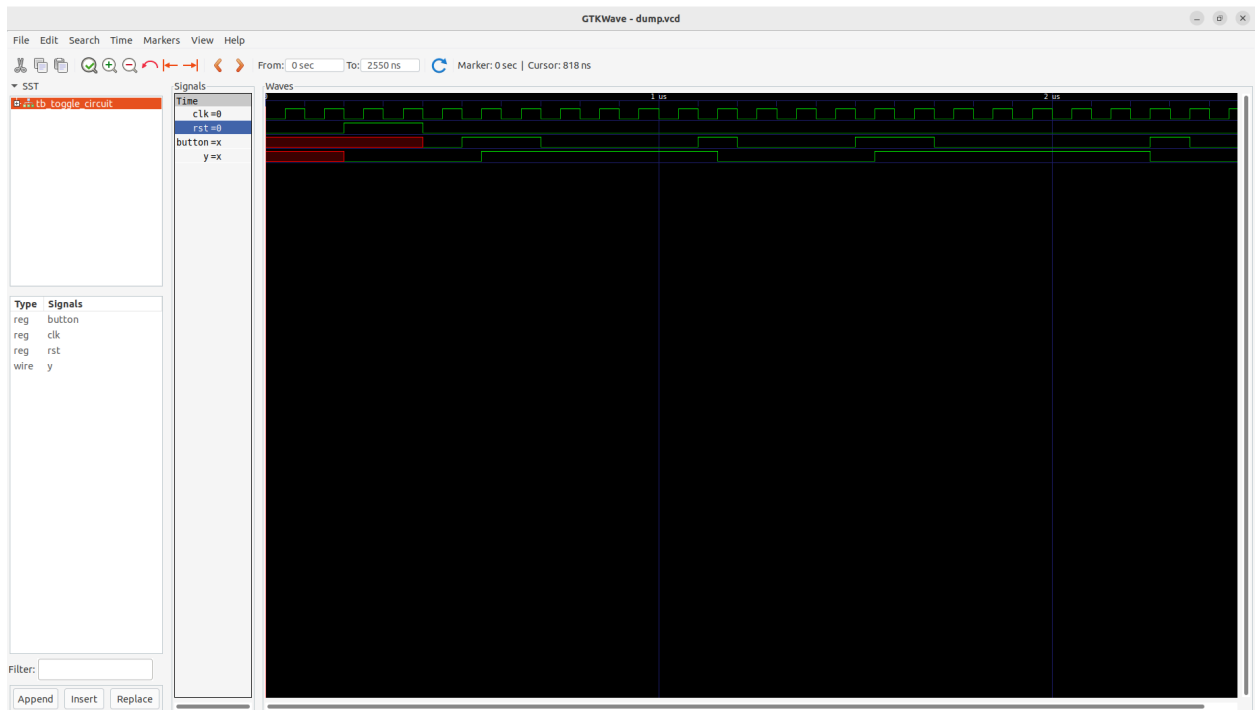 GTKWave - dump.vcd
File Edit Search Time Markers View Help
From: 0 sec To: 2550 ns Marker: 0 sec | Cursor: 818 ns
SST
tb_toggle_circuit
Type Signals
reg button
reg clk
reg rst
wire y
Filter:
Append Insert Replace
Signals
Time
clk=0
rst=0
button=x
y=x
Waves
0
1 us
2 us